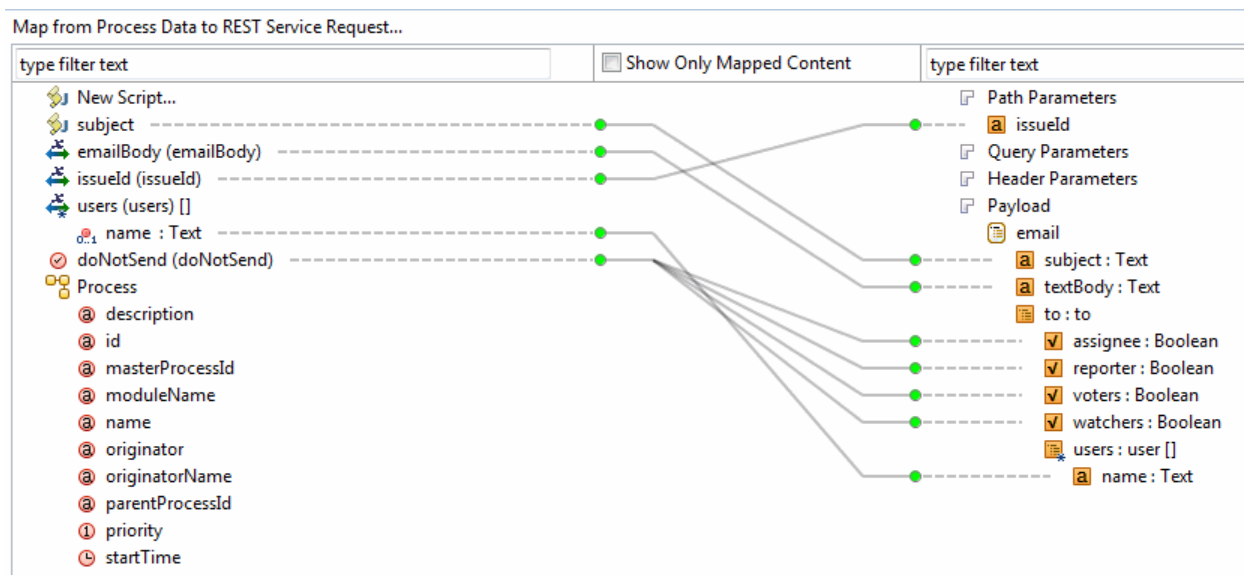 Map from Process Data to REST Service Request...
type filter text
Show Only Mapped Content
type filter text
New Script...
subject
emailBody (emailBody)
issueId (issueId)
users (users) []
0..1 name : Text
doNotSend (doNotSend)
Process
description
id
masterProcessId
moduleName
name
originator
originatorName
parentProcessId
priority
startTime
Path Parameters
issueId
Query Parameters
Header Parameters
Payload
email
subject : Text
textBody : Text
to : to
assignee : Boolean
reporter : Boolean
voters : Boolean
watchers : Boolean
users : user []
name : Text